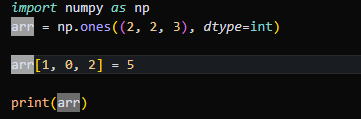 import numpy as np
arr = np.ones((2, 2, 3), dtype=int)
arr[1, 0, 2] = 5
print(arr)